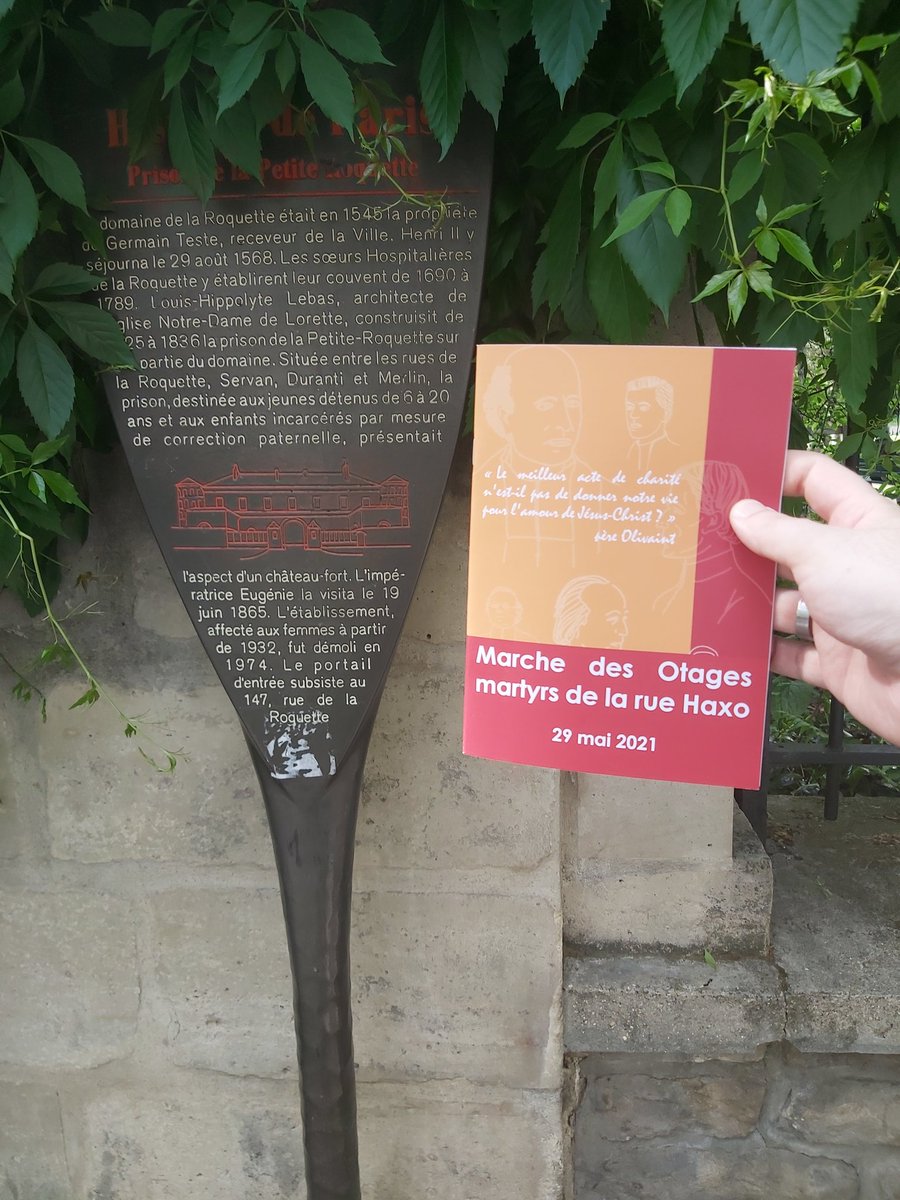 de Paris
Prison de la Petite Roquette
domaine de la Roquette était en 1545 la propriété
de Germain Teste, receveur de la Ville. Henri II y
séjourna le 29 août 1568. Les sœurs Hospitalières
de la Roquette y établirent leur couvent de 1690 à
1789. Louis-Hippolyte Lebas, architecte de
église Notre-Dame de Lorette, construisit de
25 à 1836 la prison de la Petite-Roquette sur
partie du domaine. Située entre les rues de
la Roquette, Servan, Duranti et Merlin, la
prison, destinée aux jeunes détenus de 6 à 20
ans et aux enfants incarcérés par mesure
de correction paternelle, présentait
l'aspect d'un château-fort. L'impé-
ratrice Eugénie la visita le 19
juin 1865. L'établissement,
affecté aux femmes à partir
de 1932, fut démoli en
1974. Le portail
d'entrée subsiste au
147, rue de la
Roquette
« Le meilleur acte de charité
n'est-il pas de donner notre vie
pour l'amour de Jésus-Christ ? »
père Olivaint
Marche des Otages
martyrs de la rue Haxo
29 mai 2021